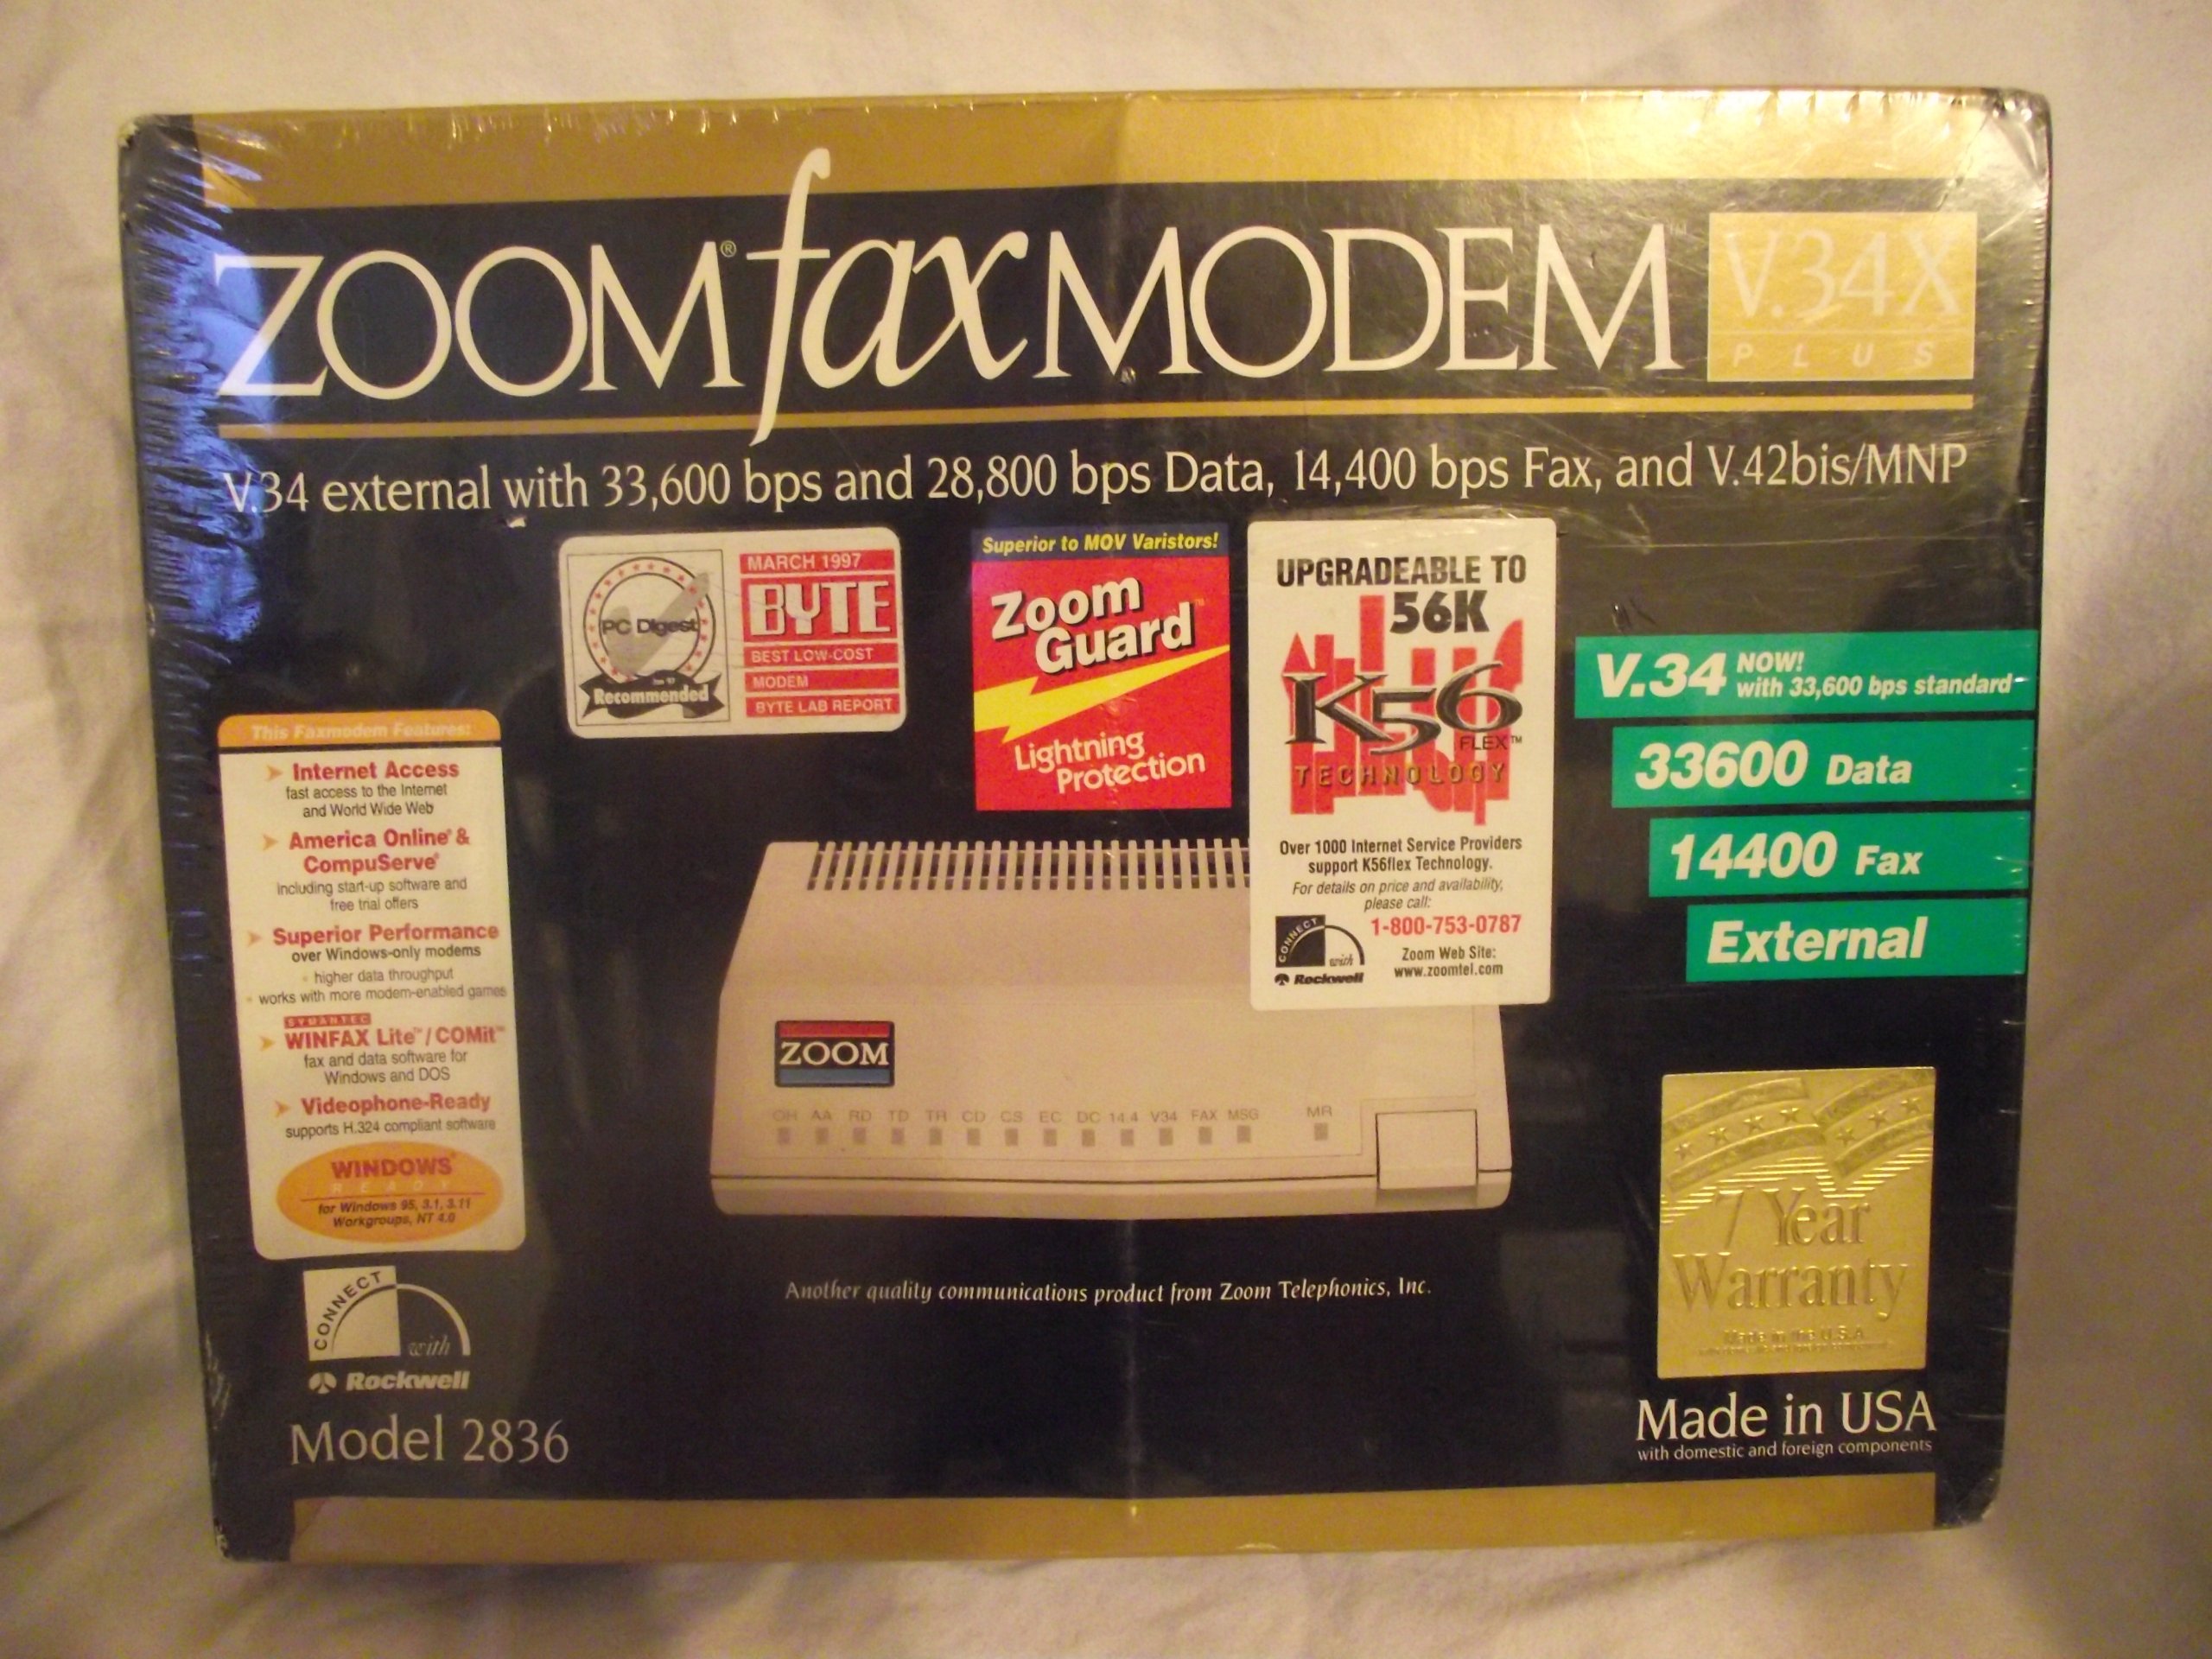 ZOOM® fax MODEM™ V.34X
PLUS
V.34 external with 33,600 bps and 28,800 bps Data, 14,400 bps Fax, and V.42bis/MNP
PC Digest
Recommended
MARCH 1997
BYTE
BEST LOW-COST
MODEM
BYTE LAB REPORT
Superior to MOV Varistors!
Zoom
Guard™
Lightning
Protection
UPGRADEABLE TO
56K
K56
FLEX™
TECHNOLOGY
Over 1000 Internet Service Providers
support K56flex Technology.
For details on price and availability,
please call:
1-800-753-0787
CONNECT
with
Rockwell
Zoom Web Site:
www.zoomtel.com
V.34 NOW!
with 33,600 bps standard
33600 Data
14400 Fax
External
This Faxmodem Features:
Internet Access
fast access to the Internet
and World Wide Web
America Online® &
CompuServe®
Including start-up software and
free trial offers
Superior Performance
over Windows-only modems
• higher data throughput
• works with more modem-enabled games
SYMANTEC
WINFAX Lite™ / COMit™
fax and data software for
Windows and DOS
Videophone-Ready
supports H.324 compliant software
WINDOWS®
READY
for Windows 95, 3.1, 3.11
Workgroups, NT 4.0
ZOOM
OH AA RD TD TR CD CS EC DC 14.4 V34 FAX MSG MR
Another quality communications product from Zoom Telephonics, Inc.
7 Year
Warranty
Made in the U.S.A.
CONNECT
with
Rockwell
Model 2836
Made in USA
with domestic and foreign components